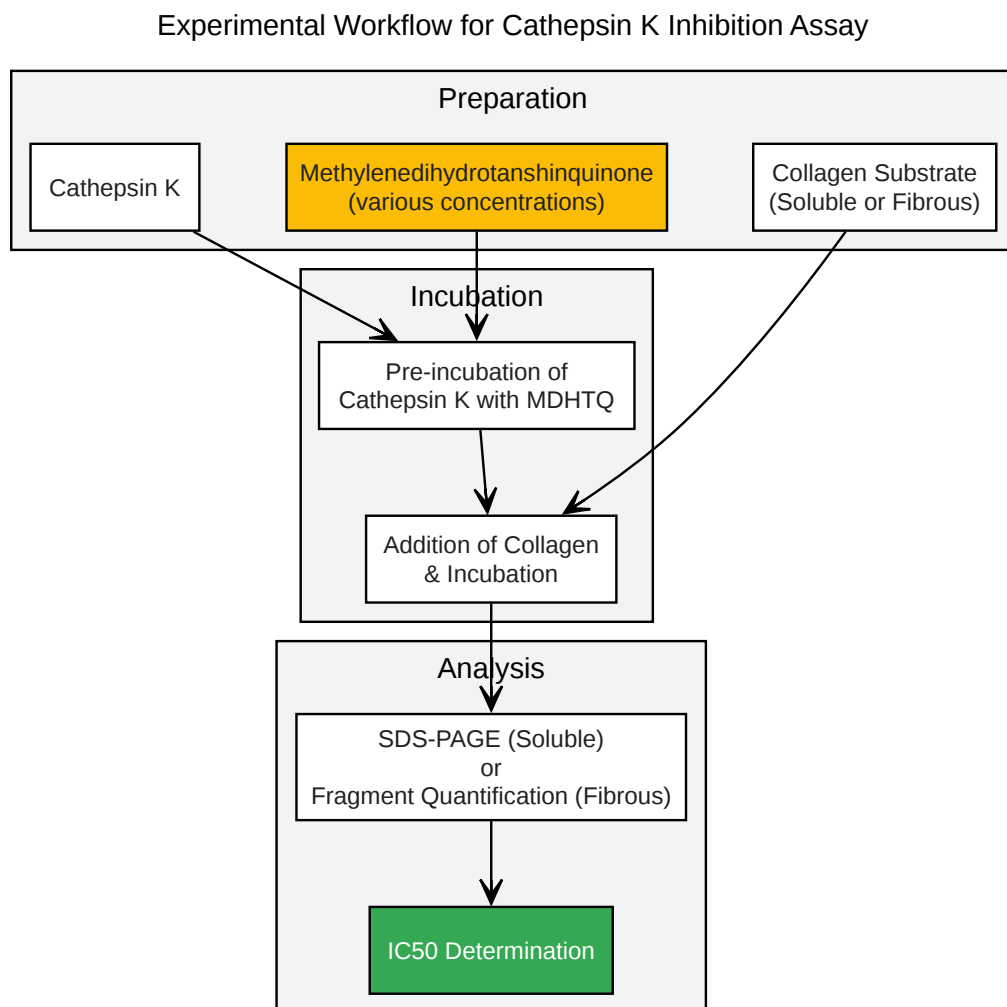 Experimental Workflow for Cathepsin K Inhibition Assay
Preparation
Cathepsin K
Methylenedihydrotanshinquinone
(various concentrations)
Collagen Substrate
(Soluble or Fibrous)
Incubation
Pre-incubation of
Cathepsin K with MDHTQ
Addition of Collagen
& Incubation
Analysis
SDS-PAGE (Soluble)
or
Fragment Quantification (Fibrous)
IC50 Determination